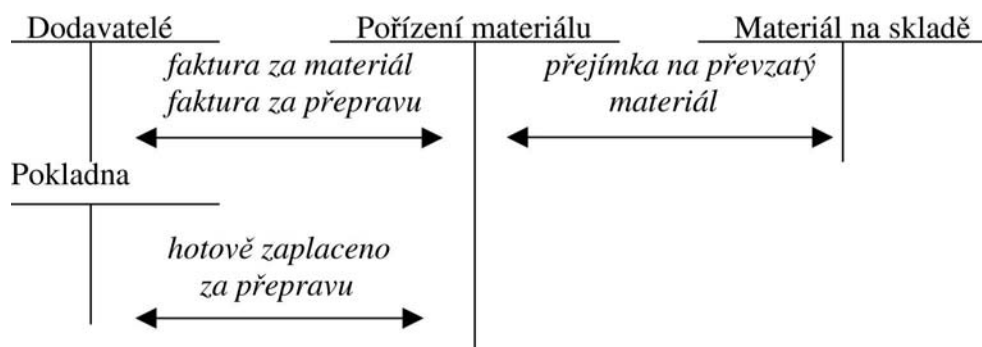 Dodavatelé Pořízení materiálu Materiál na skladě
faktura za materiál přejímka na převzatý
faktura za přepravu materiál
Pokladna
hotově zaplaceno
za přepravu